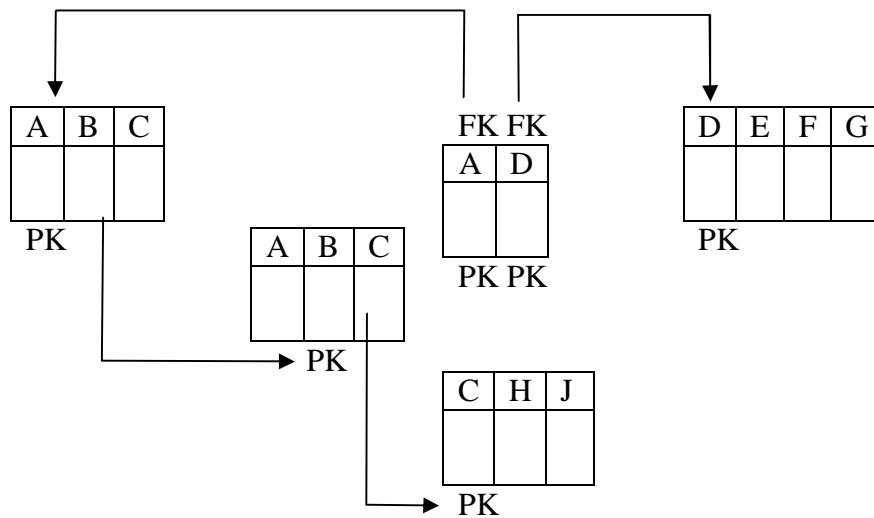 FK FK
A B C
A D
D E F G
PK
A B C
PK
PK PK
PK
C H J
PK